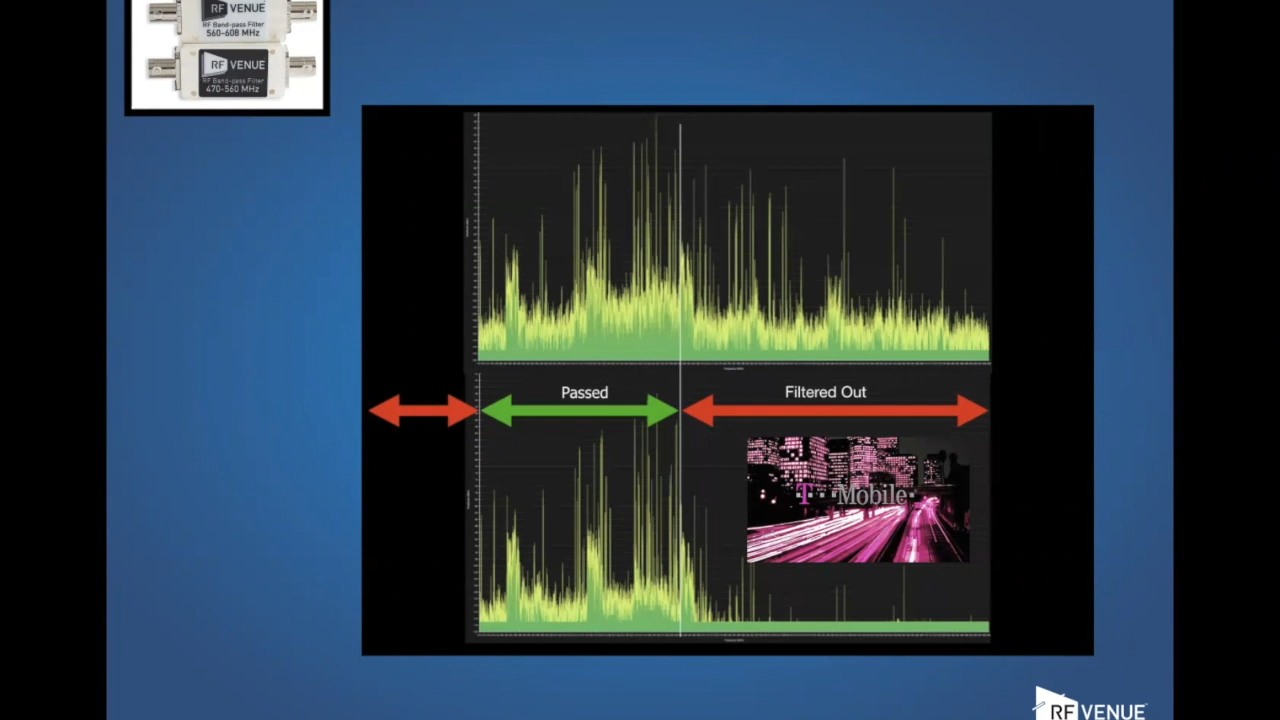 RF VENUE
RF Band-pass Filter
560-608 MHz
RF VENUE
RF Band-pass Filter
470-560 MHz
Passed
Filtered Out
T··Mobile·
RF VENUE